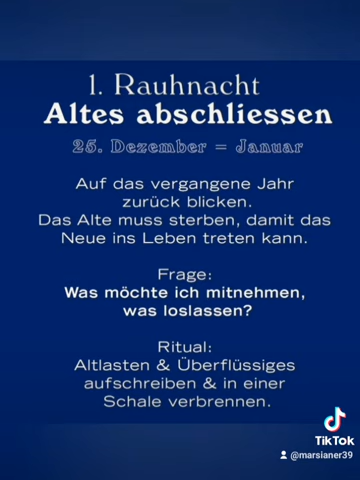 1. Rauhnacht
Altes abschliessen
25. Dezember = Januar
Auf das vergangene Jahr
zurück blicken.
Das Alte muss sterben, damit das
Neue ins Leben treten kann.
Frage:
Was möchte ich mitnehmen,
was loslassen?
Ritual:
Altlasten & Überflüssiges
aufschreiben & in einer
Schale verbrennen.
TikTok
@marsianer39